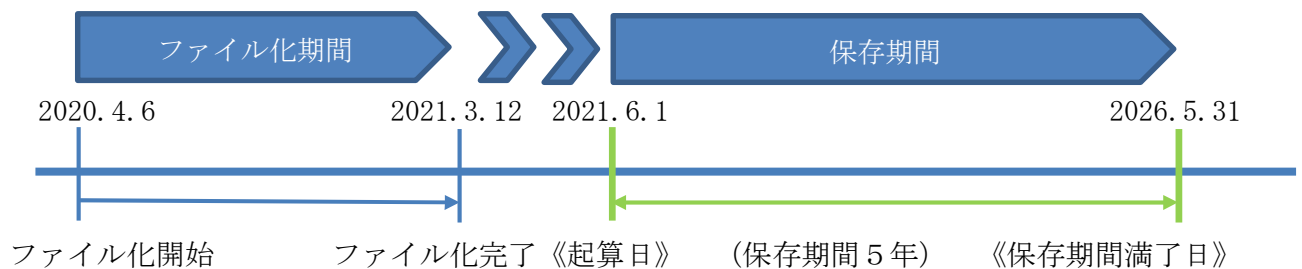 ファイル化期間
保存期間
2020.4.6
2021.3.12
2021.6.1
2026.5.31
ファイル化開始
ファイル化完了
《起算日》
(保存期間５年)
《保存期間満了日》